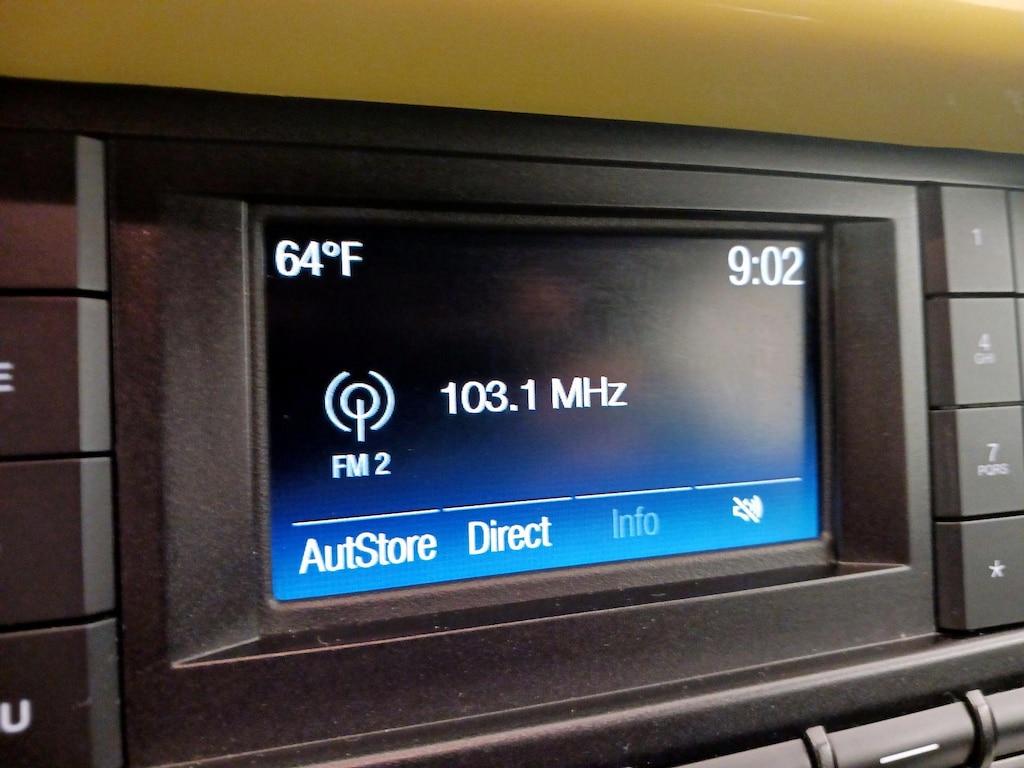 64°F
9:02
103.1 MHz
FM 2
AutStore
Direct
Info
E
U
1
4
GHI
7
PQRS
*